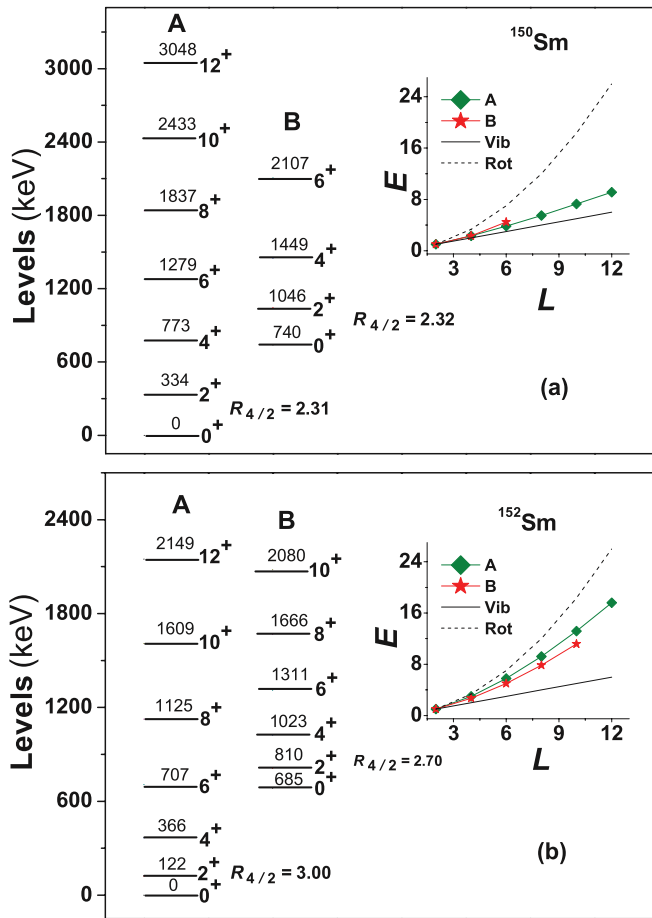 A
3048 12+
2433 10+
1837 8+
1279 6+
773 4+
334 2+
0 0+
R4/2 = 2.31
B
2107 6+
1449 4+
1046 2+
740 0+
R4/2 = 2.32
3000
2400
1800
1200
600
0
Levels (keV)
150Sm
A
B
Vib
Rot
24
16
8
0
E
3 6 9 12
L
(a)
A
2149 12+
1609 10+
1125 8+
707 6+
366 4+
122 2+
0 0+
R4/2 = 3.00
B
2080 10+
1666 8+
1311 6+
1023 4+
810 2+
685 0+
R4/2 = 2.70
2400
1800
1200
600
0
Levels (keV)
152Sm
A
B
Vib
Rot
24
16
8
0
E
3 6 9 12
L
(b)